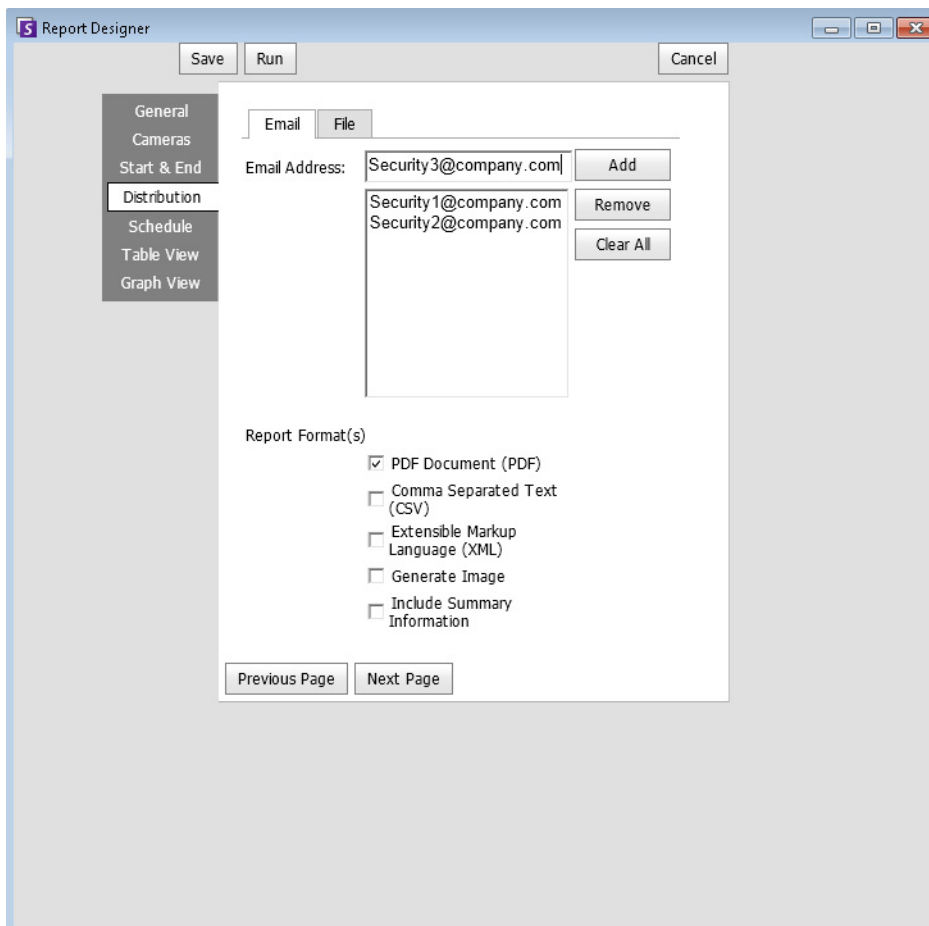 Report Designer
Save Run Cancel
General
Cameras
Start & End
Distribution
Schedule
Table View
Graph View
Email File
Email Address: Security3@company.com Add
Security1@company.com
Security2@company.com
Remove
Clear All
Report Format(s)
PDF Document (PDF)
Comma Separated Text
(CSV)
Extensible Markup
Language (XML)
Generate Image
Include Summary
Information
Previous Page Next Page